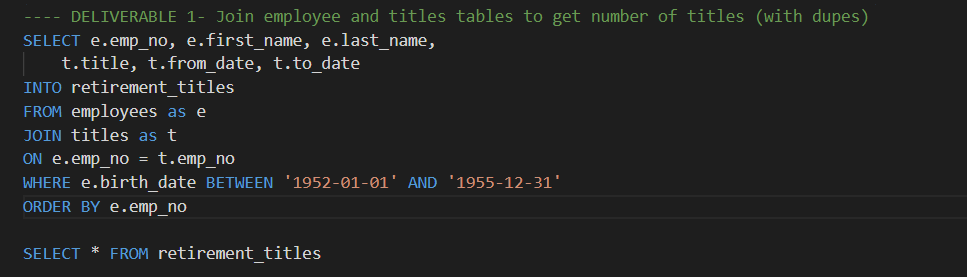 ---- DELIVERABLE 1- Join employee and titles tables to get number of titles (with dupes)
SELECT e.emp_no, e.first_name, e.last_name,
    t.title, t.from_date, t.to_date
INTO retirement_titles
FROM employees as e
JOIN titles as t
ON e.emp_no = t.emp_no
WHERE e.birth_date BETWEEN '1952-01-01' AND '1955-12-31'
ORDER BY e.emp_no
SELECT * FROM retirement_titles